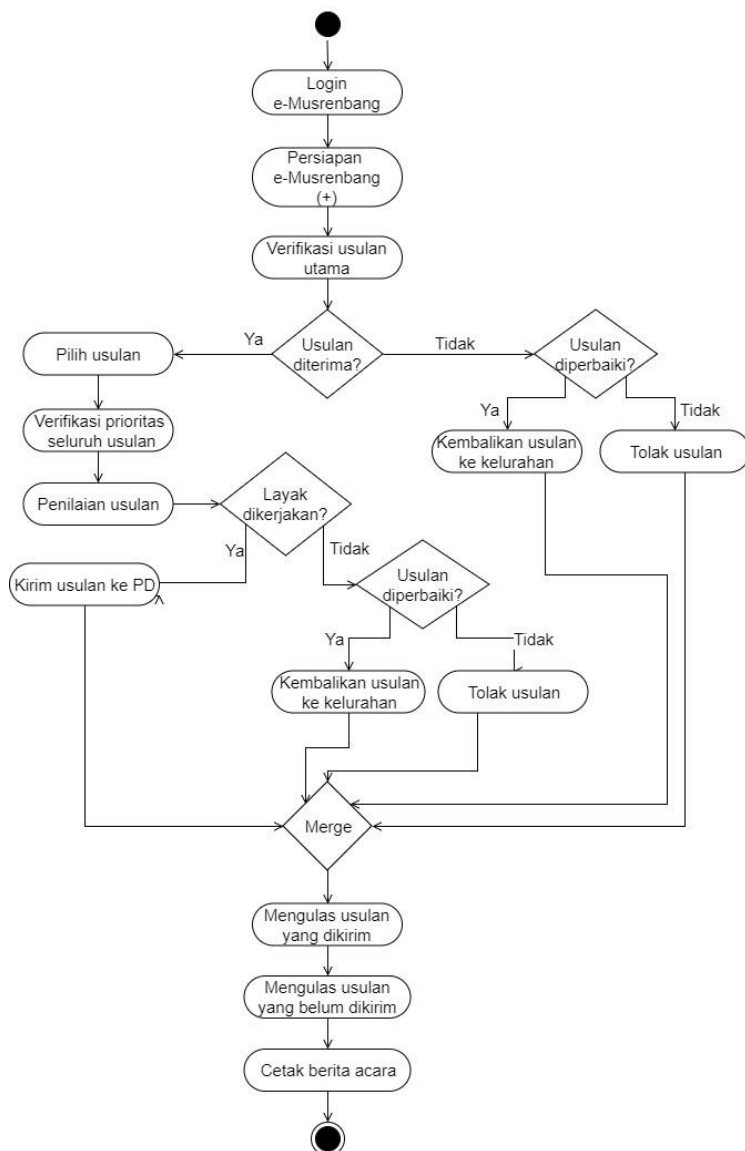 Login
e-Musrenbang
Persiapan
e-Musrenbang
(+)
Verifikasi usulan
utama
Usulan
diterima?
Ya
Tidak
Pilih usulan
Usulan
diperbaiki?
Ya
Tidak
Verifikasi prioritas
seluruh usulan
Kembalikan usulan
ke kelurahan
Tolak usulan
Penilaian usulan
Layak
dikerjakan?
Ya
Tidak
Kirim usulan ke PD
Usulan
diperbaiki?
Ya
Tidak
Kembalikan usulan
ke kelurahan
Tolak usulan
Merge
Mengulas usulan
yang dikirim
Mengulas usulan
yang belum dikirim
Cetak berita acara